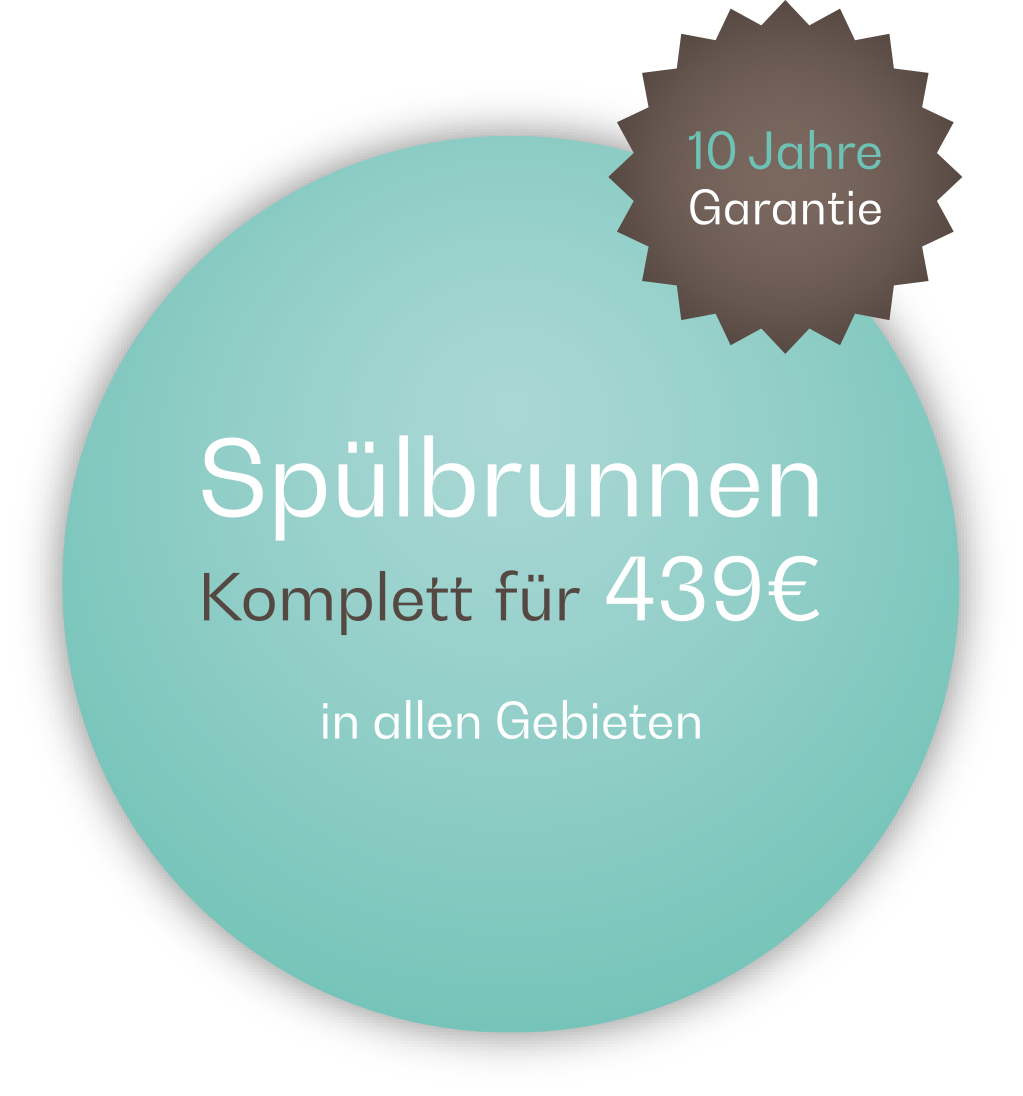 10 Jahre
Garantie
Spülbrunnen
Komplett für 439€
in allen Gebieten